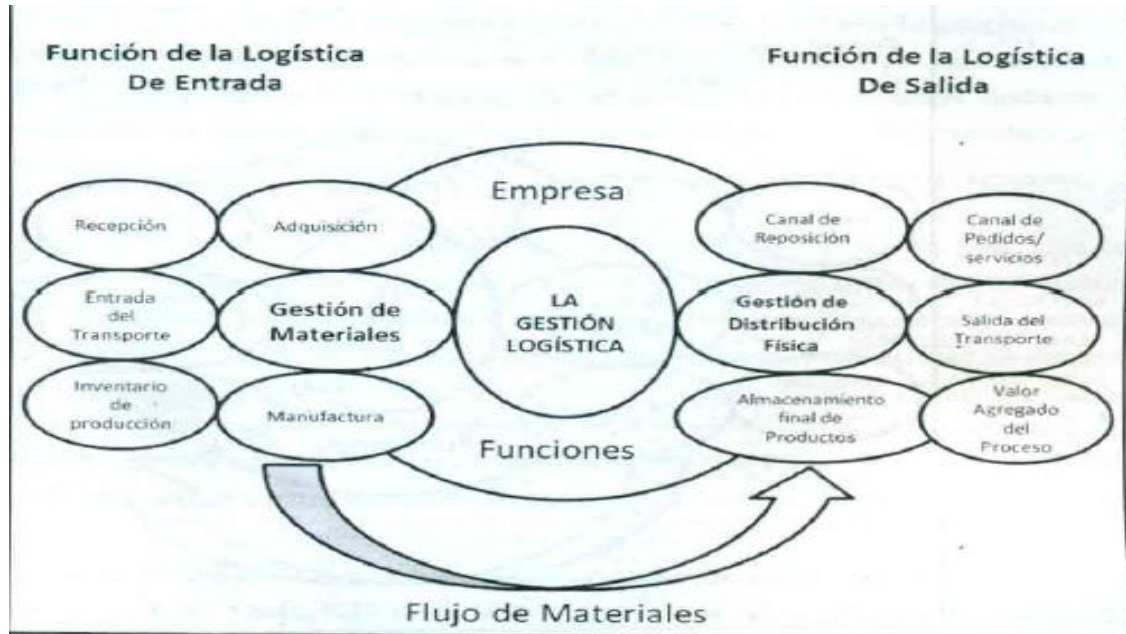 Función de la Logística
De Entrada
Función de la Logística
De Salida
Empresa
Recepción
Adquisición
Canal de
Reposición
Canal de
Pedidos/
servicios
Entrada
del
Transporte
Gestión de
Materiales
LA
GESTIÓN
LOGÍSTICA
Gestión de
Distribución
Física
Salida del
Transporte
Inventario
de
producción
Manufactura
Almacenamiento
final de
Productos
Valor
Agregado
del
Proceso
Funciones
Flujo de Materiales